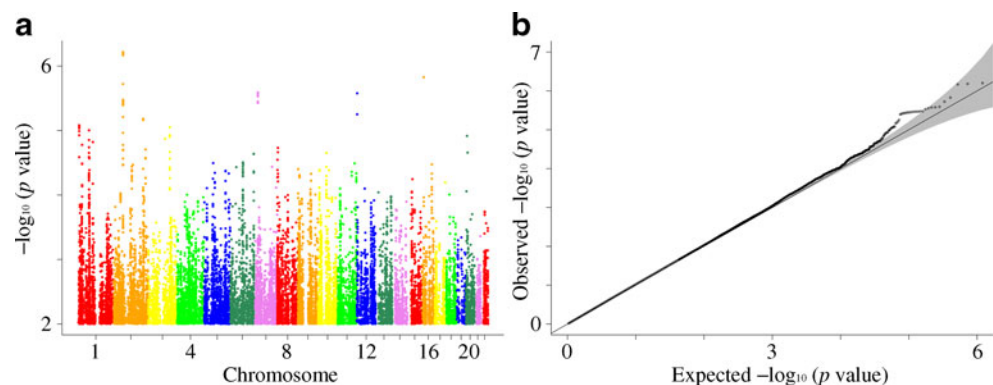 a
6
2
−log₁₀ (p value)
1
4
8
12
16
20
Chromosome
b
7
0
Observed −log₁₀ (p value)
0
3
6
Expected −log₁₀ (p value)